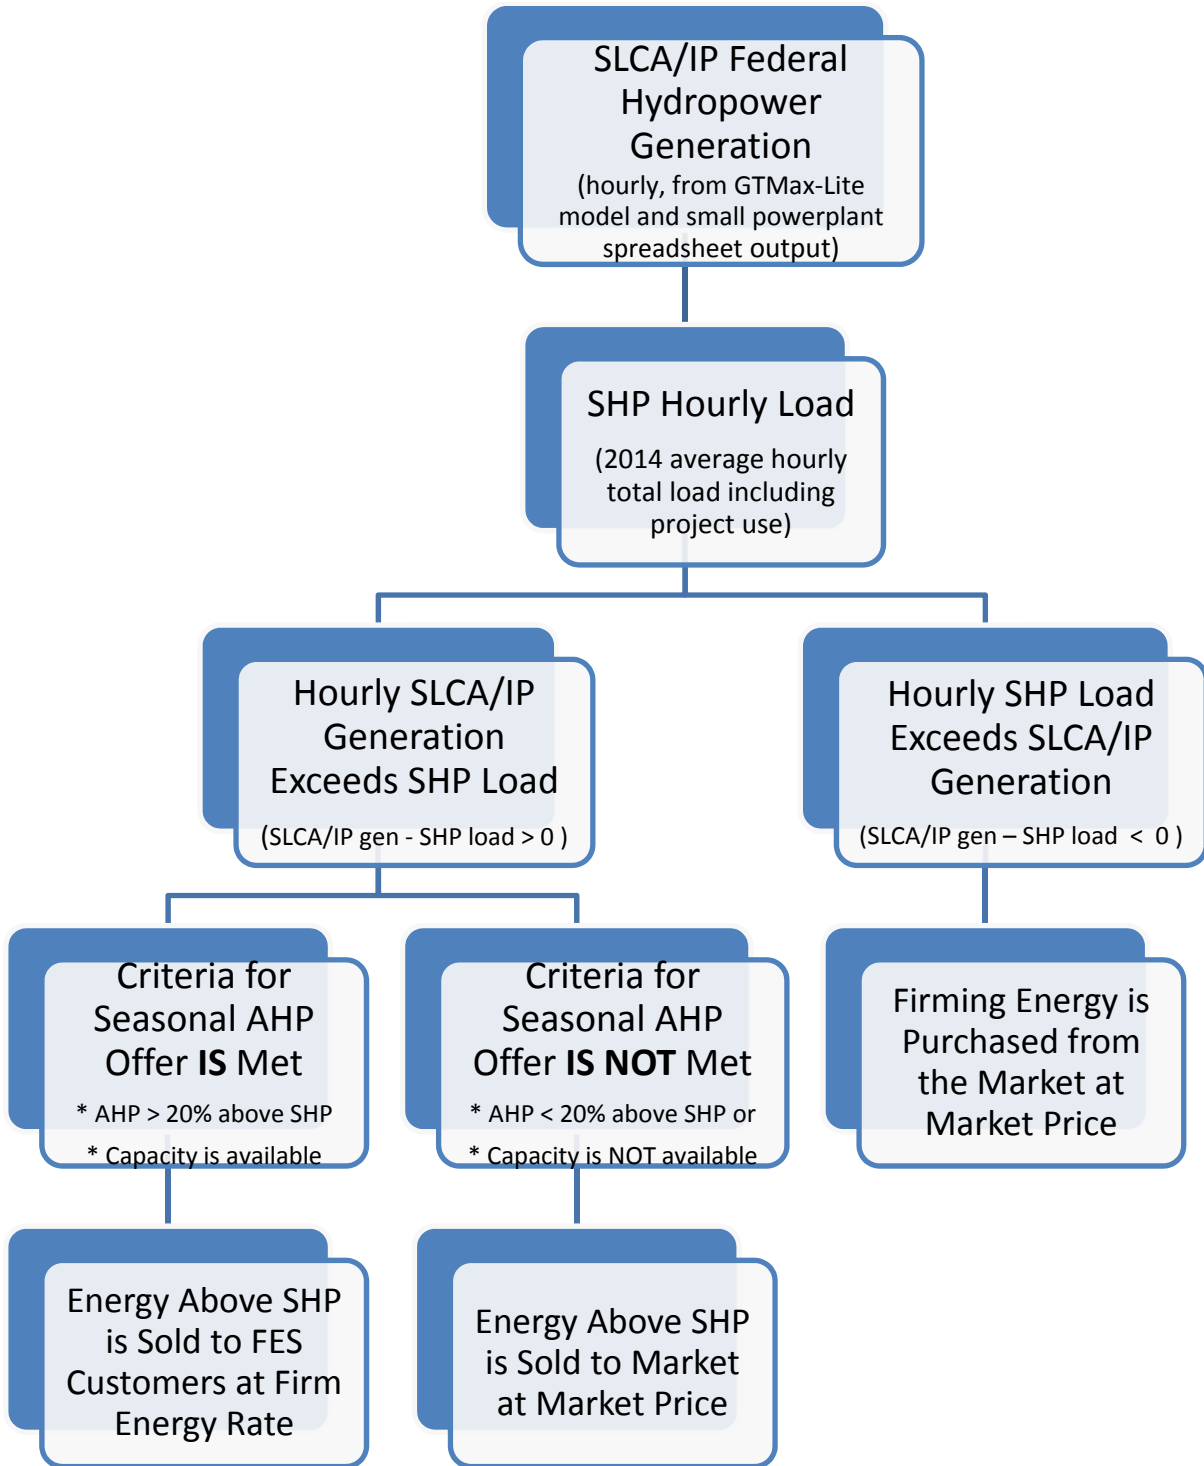 SLCA/IP Federal
Hydropower
Generation
(hourly, from GTMax-Lite
model and small powerplant
spreadsheet output)
SHP Hourly Load
(2014 average hourly
total load including
project use)
Hourly SLCA/IP
Generation
Exceeds SHP Load
(SLCA/IP gen - SHP load > 0 )
Hourly SHP Load
Exceeds SLCA/IP
Generation
(SLCA/IP gen – SHP load < 0 )
Criteria for
Seasonal AHP
Offer IS Met
* AHP > 20% above SHP
* Capacity is available
Criteria for
Seasonal AHP
Offer IS NOT Met
* AHP < 20% above SHP or
* Capacity is NOT available
Firming Energy is
Purchased from
the Market at
Market Price
Energy Above SHP
is Sold to FES
Customers at Firm
Energy Rate
Energy Above SHP
is Sold to Market
at Market Price